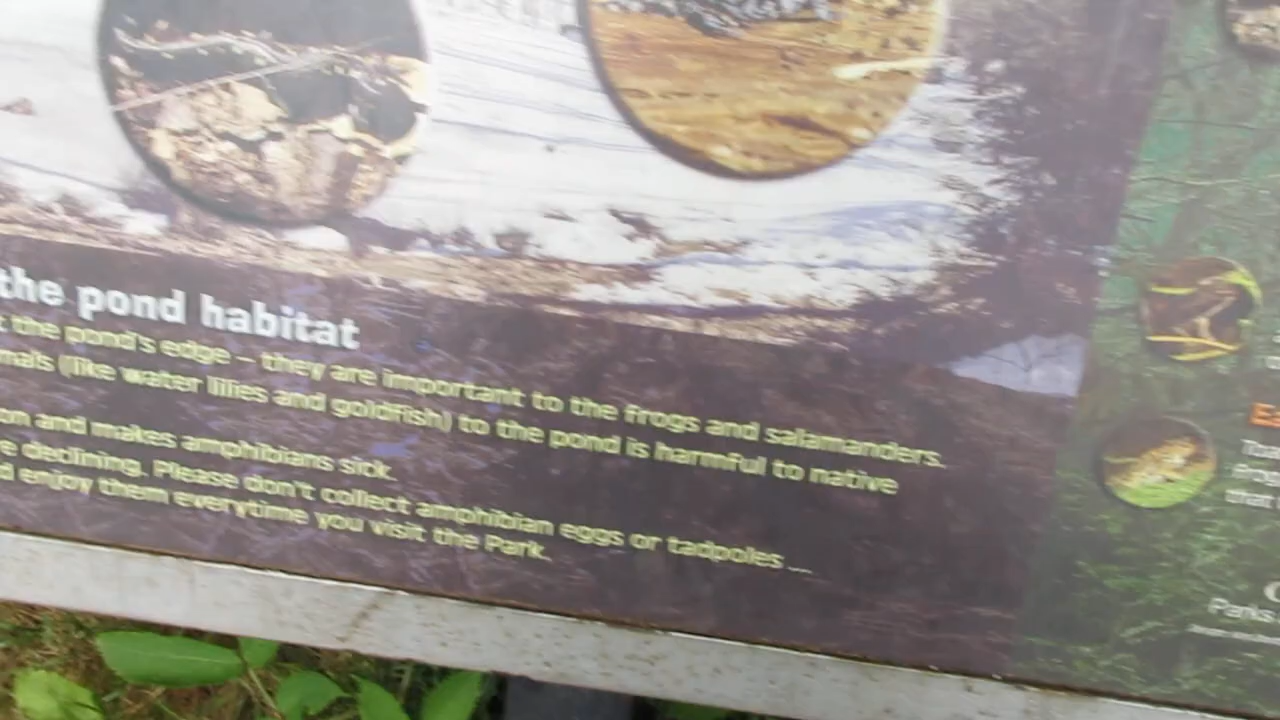 the pond habitat
the pond's edge – they are important to the frogs and salamanders.
mals (like water lilies and goldfish) to the pond is harmful to native
on and makes amphibians sick.
e declining. Please don't collect amphibian eggs or tadpoles ...
d enjoy them everytime you visit the Park.
Parks